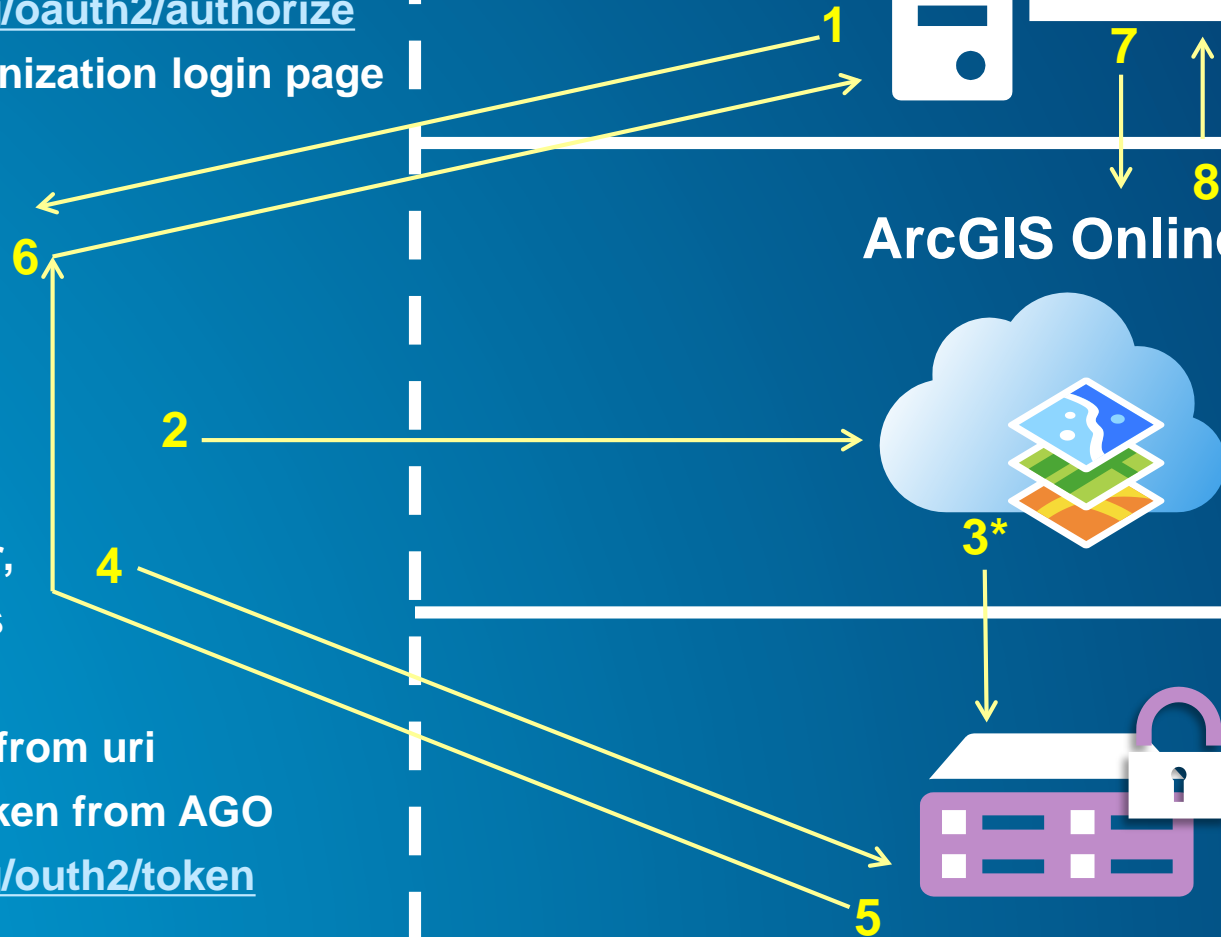 /oauth2/authorize
1
nization login page
7
8
6
ArcGIS Online
2
3*
4
,
s
from uri
ken from AGO
/outh2/token
5